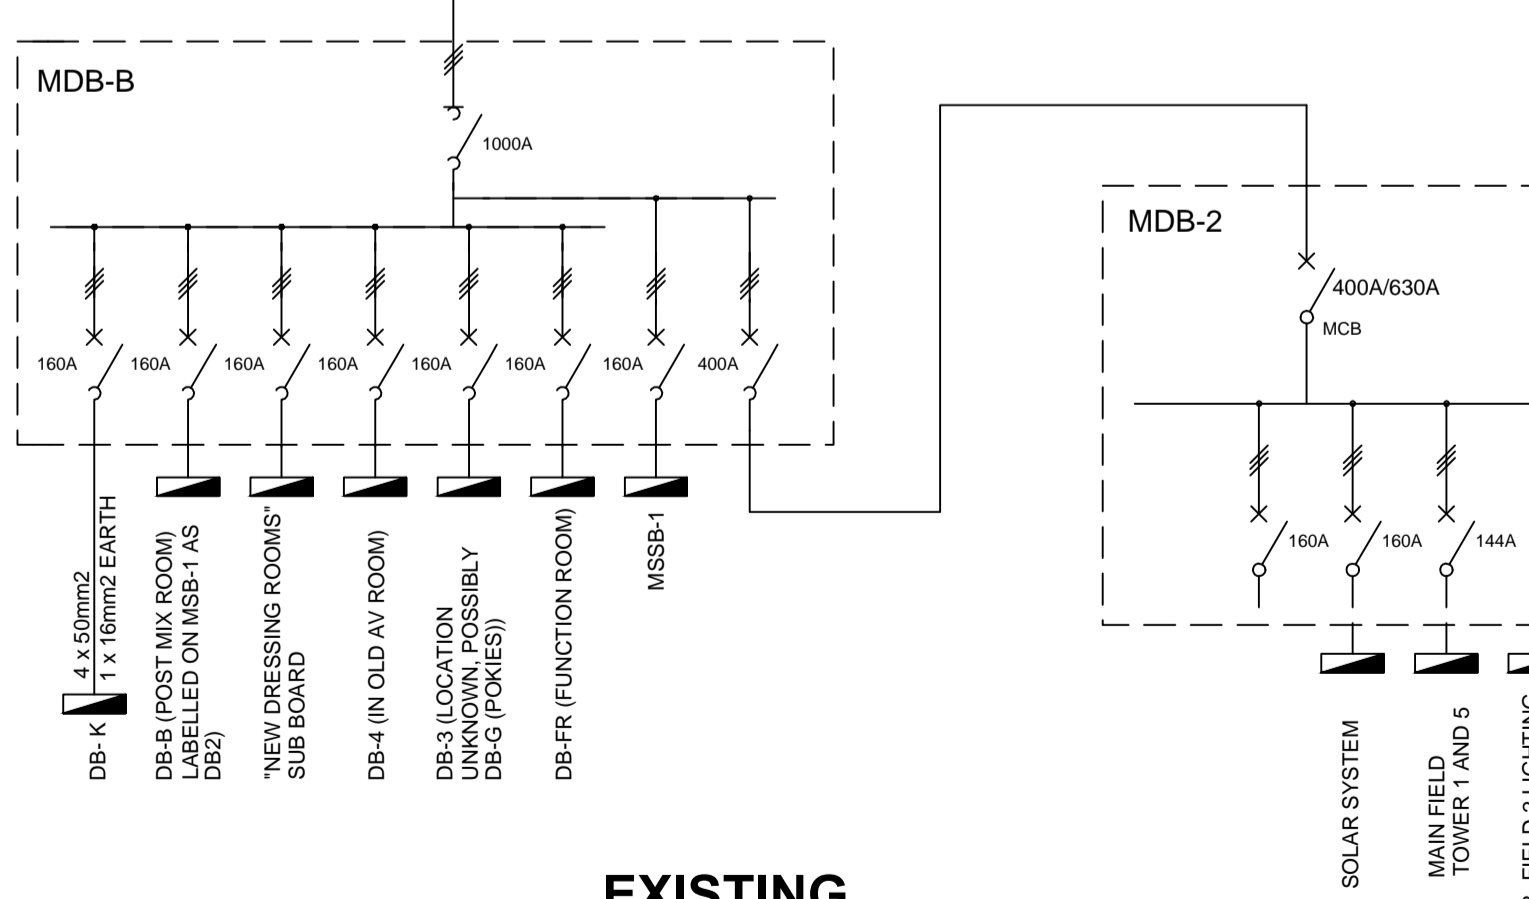 MDB-B
1000A
160A
160A
160A
160A
160A
160A
160A
400A
4 x 50mm2
1 x 16mm2 EARTH
DB- K
DB-B (POST MIX ROOM)
LABELLED ON MSB-1 AS
DB2)
"NEW DRESSING ROOMS"
SUB BOARD
DB-4 (IN OLD AV ROOM)
DB-3 (LOCATION
UNKNOWN, POSSIBLY
DB-G (POKIES))
DB-FR (FUNCTION ROOM)
MSSB-1
MDB-2
400A/630A
MCB
160A
160A
144A
SOLAR SYSTEM
MAIN FIELD
TOWER 1 AND 5
FIELD 2 LIGHTING
EXISTING